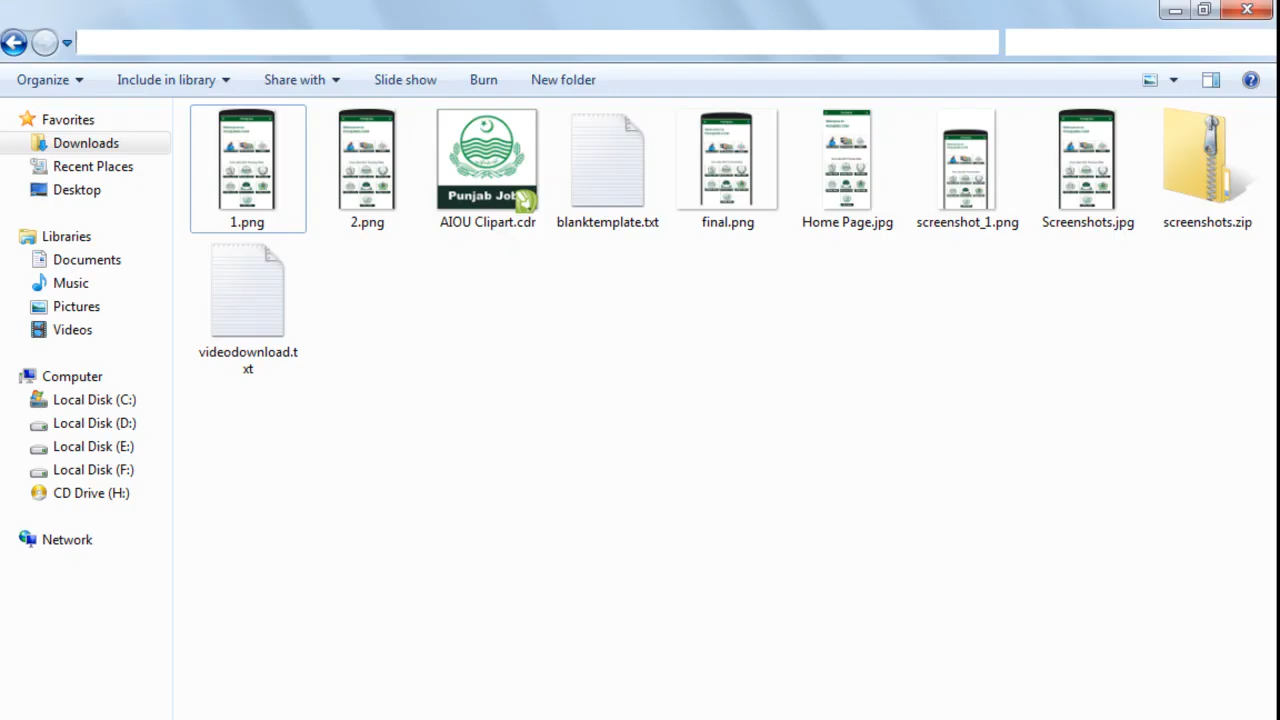 Organize
Include in library
Share with
Slide show
Burn
New folder
Favorites
Downloads
Recent Places
Desktop
Libraries
Documents
Music
Pictures
Videos
Computer
Local Disk (C:)
Local Disk (D:)
Local Disk (E:)
Local Disk (F:)
CD Drive (H:)
Network
Punjab Job
1.png
2.png
AIOU Clipart.cdr
blanktemplate.txt
final.png
Home Page.jpg
screenshot_1.png
Screenshots.jpg
screenshots.zip
videodownload.t
xt